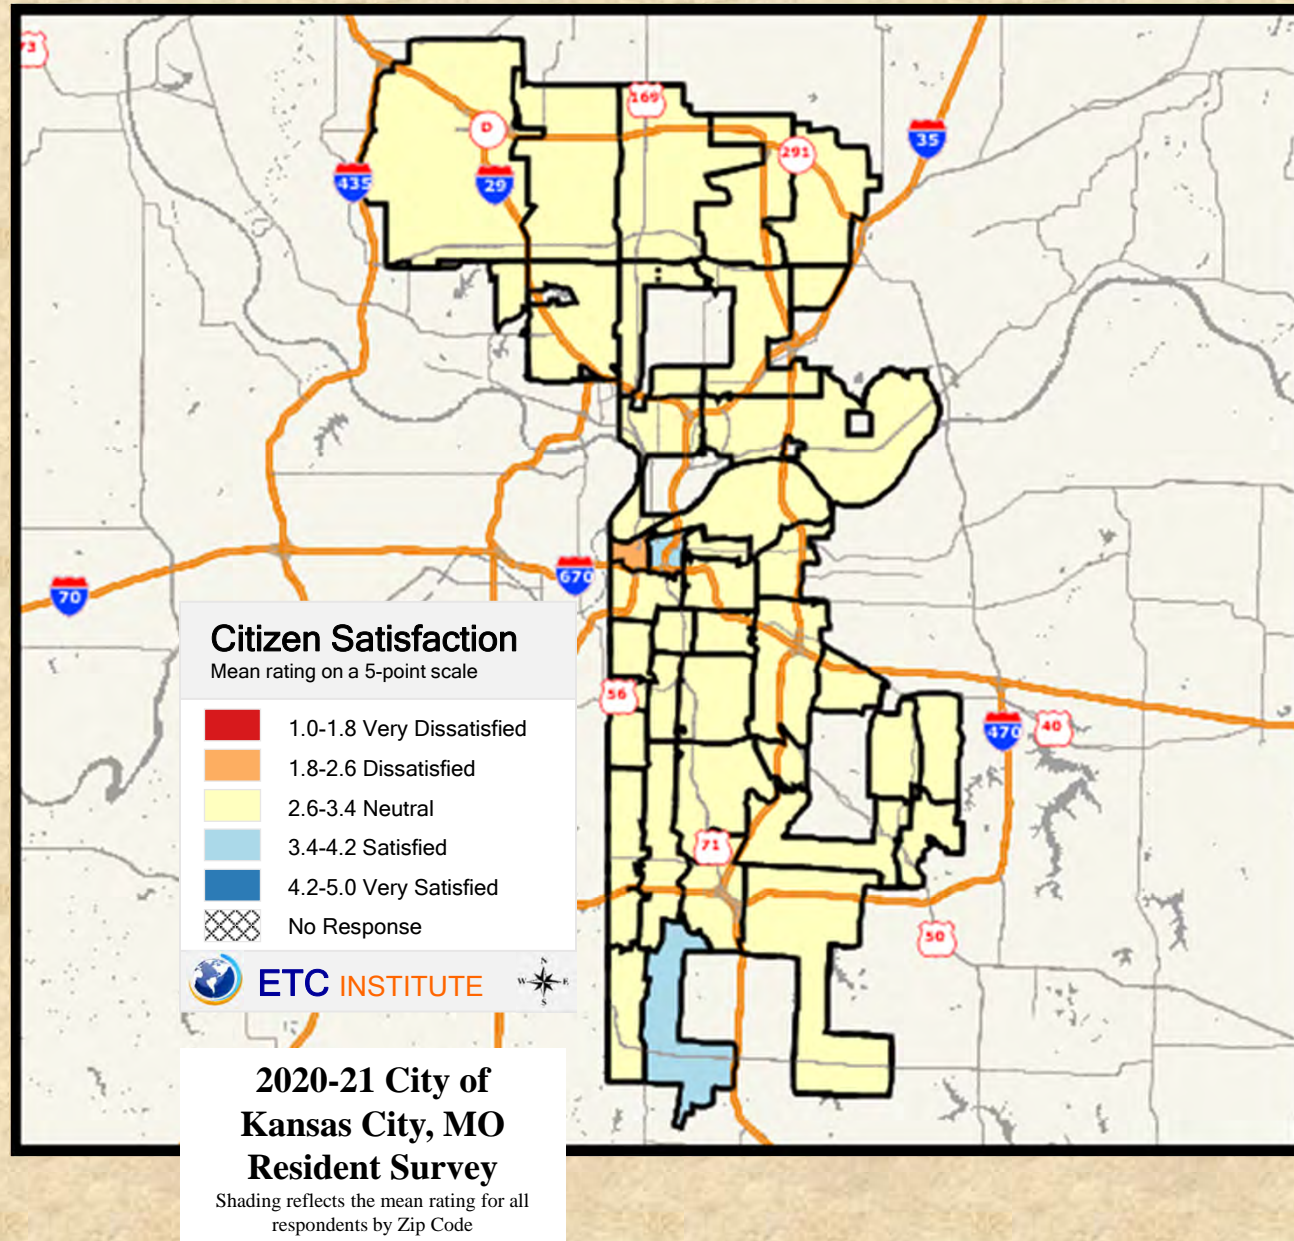 73
169
D
291
35
435
29
70
670
56
40
470
71
50
Citizen Satisfaction
Mean rating on a 5-point scale
1.0-1.8 Very Dissatisfied
1.8-2.6 Dissatisfied
2.6-3.4 Neutral
3.4-4.2 Satisfied
4.2-5.0 Very Satisfied
No Response
ETC INSTITUTE
N
W E
S
2020-21 City of
Kansas City, MO
Resident Survey
Shading reflects the mean rating for all
respondents by Zip Code